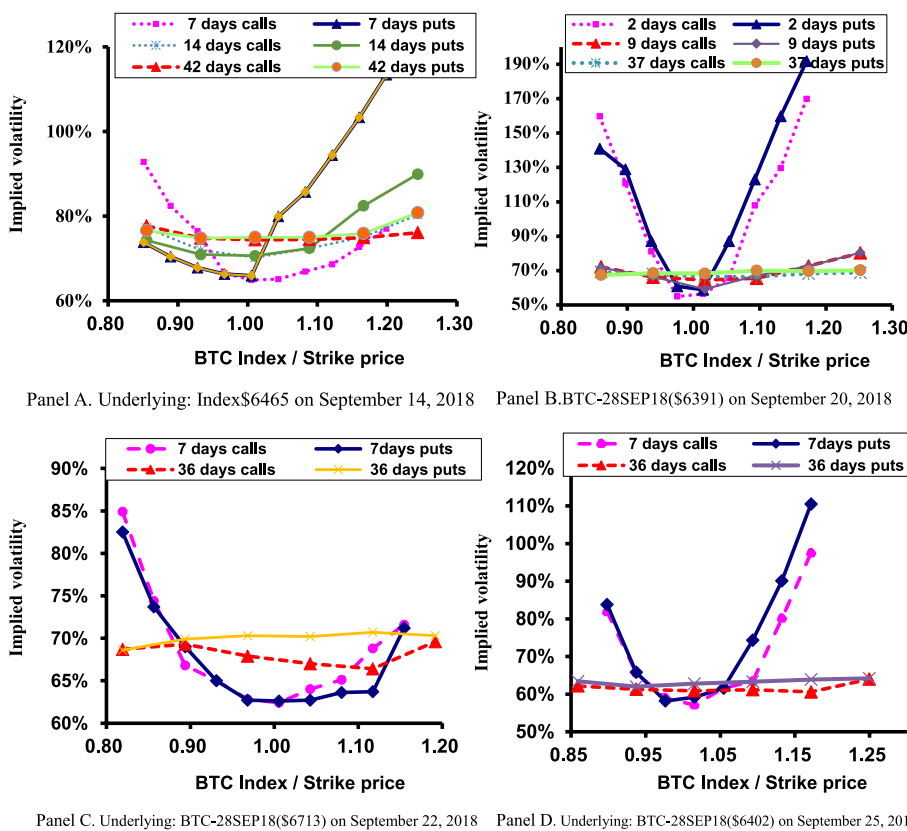 7 days calls 7 days puts
14 days calls 14 days puts
42 days calls 42 days puts
120%
100%
80%
60%
Implied volatility
0.80 0.90 1.00 1.10 1.20 1.30
BTC Index / Strike price
Panel A. Underlying: Index$6465 on September 14, 2018
2 days calls 2 days puts
9 days calls 9 days puts
37 days calls 37 days puts
190%
170%
150%
130%
110%
90%
70%
50%
Implied volatility
0.80 0.90 1.00 1.10 1.20 1.30
BTC Index / Strike price
Panel B.BTC-28SEP18($6391) on September 20, 2018
7 days calls 7 days puts
36 days calls 36 days puts
90%
85%
80%
75%
70%
65%
60%
Implied volatility
0.80 0.90 1.00 1.10 1.20
BTC Index / Strike price
Panel C. Underlying: BTC-28SEP18($6713) on September 22, 2018
7 days calls 7days puts
36 days calls 36 days puts
120%
110%
100%
90%
80%
70%
60%
50%
Implied volatility
0.85 0.95 1.05 1.15 1.25
BTC Index / Strike price
Panel D. Underlying: BTC-28SEP18($6402) on September 25, 201